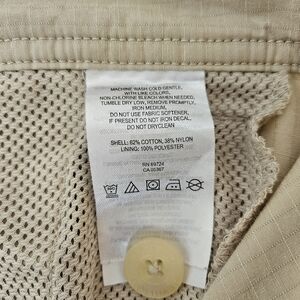 MACHINE WASH COLD GENTLE,
WITH LIKE COLORS,
NON-CHLORINE BLEACH WHEN NEEDED,
TUMBLE DRY LOW, REMOVE PROMPTLY,
IRON MEDIUM,
DO NOT USE FABRIC SOFTENER,
IF PRESENT DO NOT IRON DECAL,
DO NOT DRYCLEAN
SHELL: 62% COTTON, 38% NYLON
LINING: 100% POLYESTER
RN 69724
CA 00367